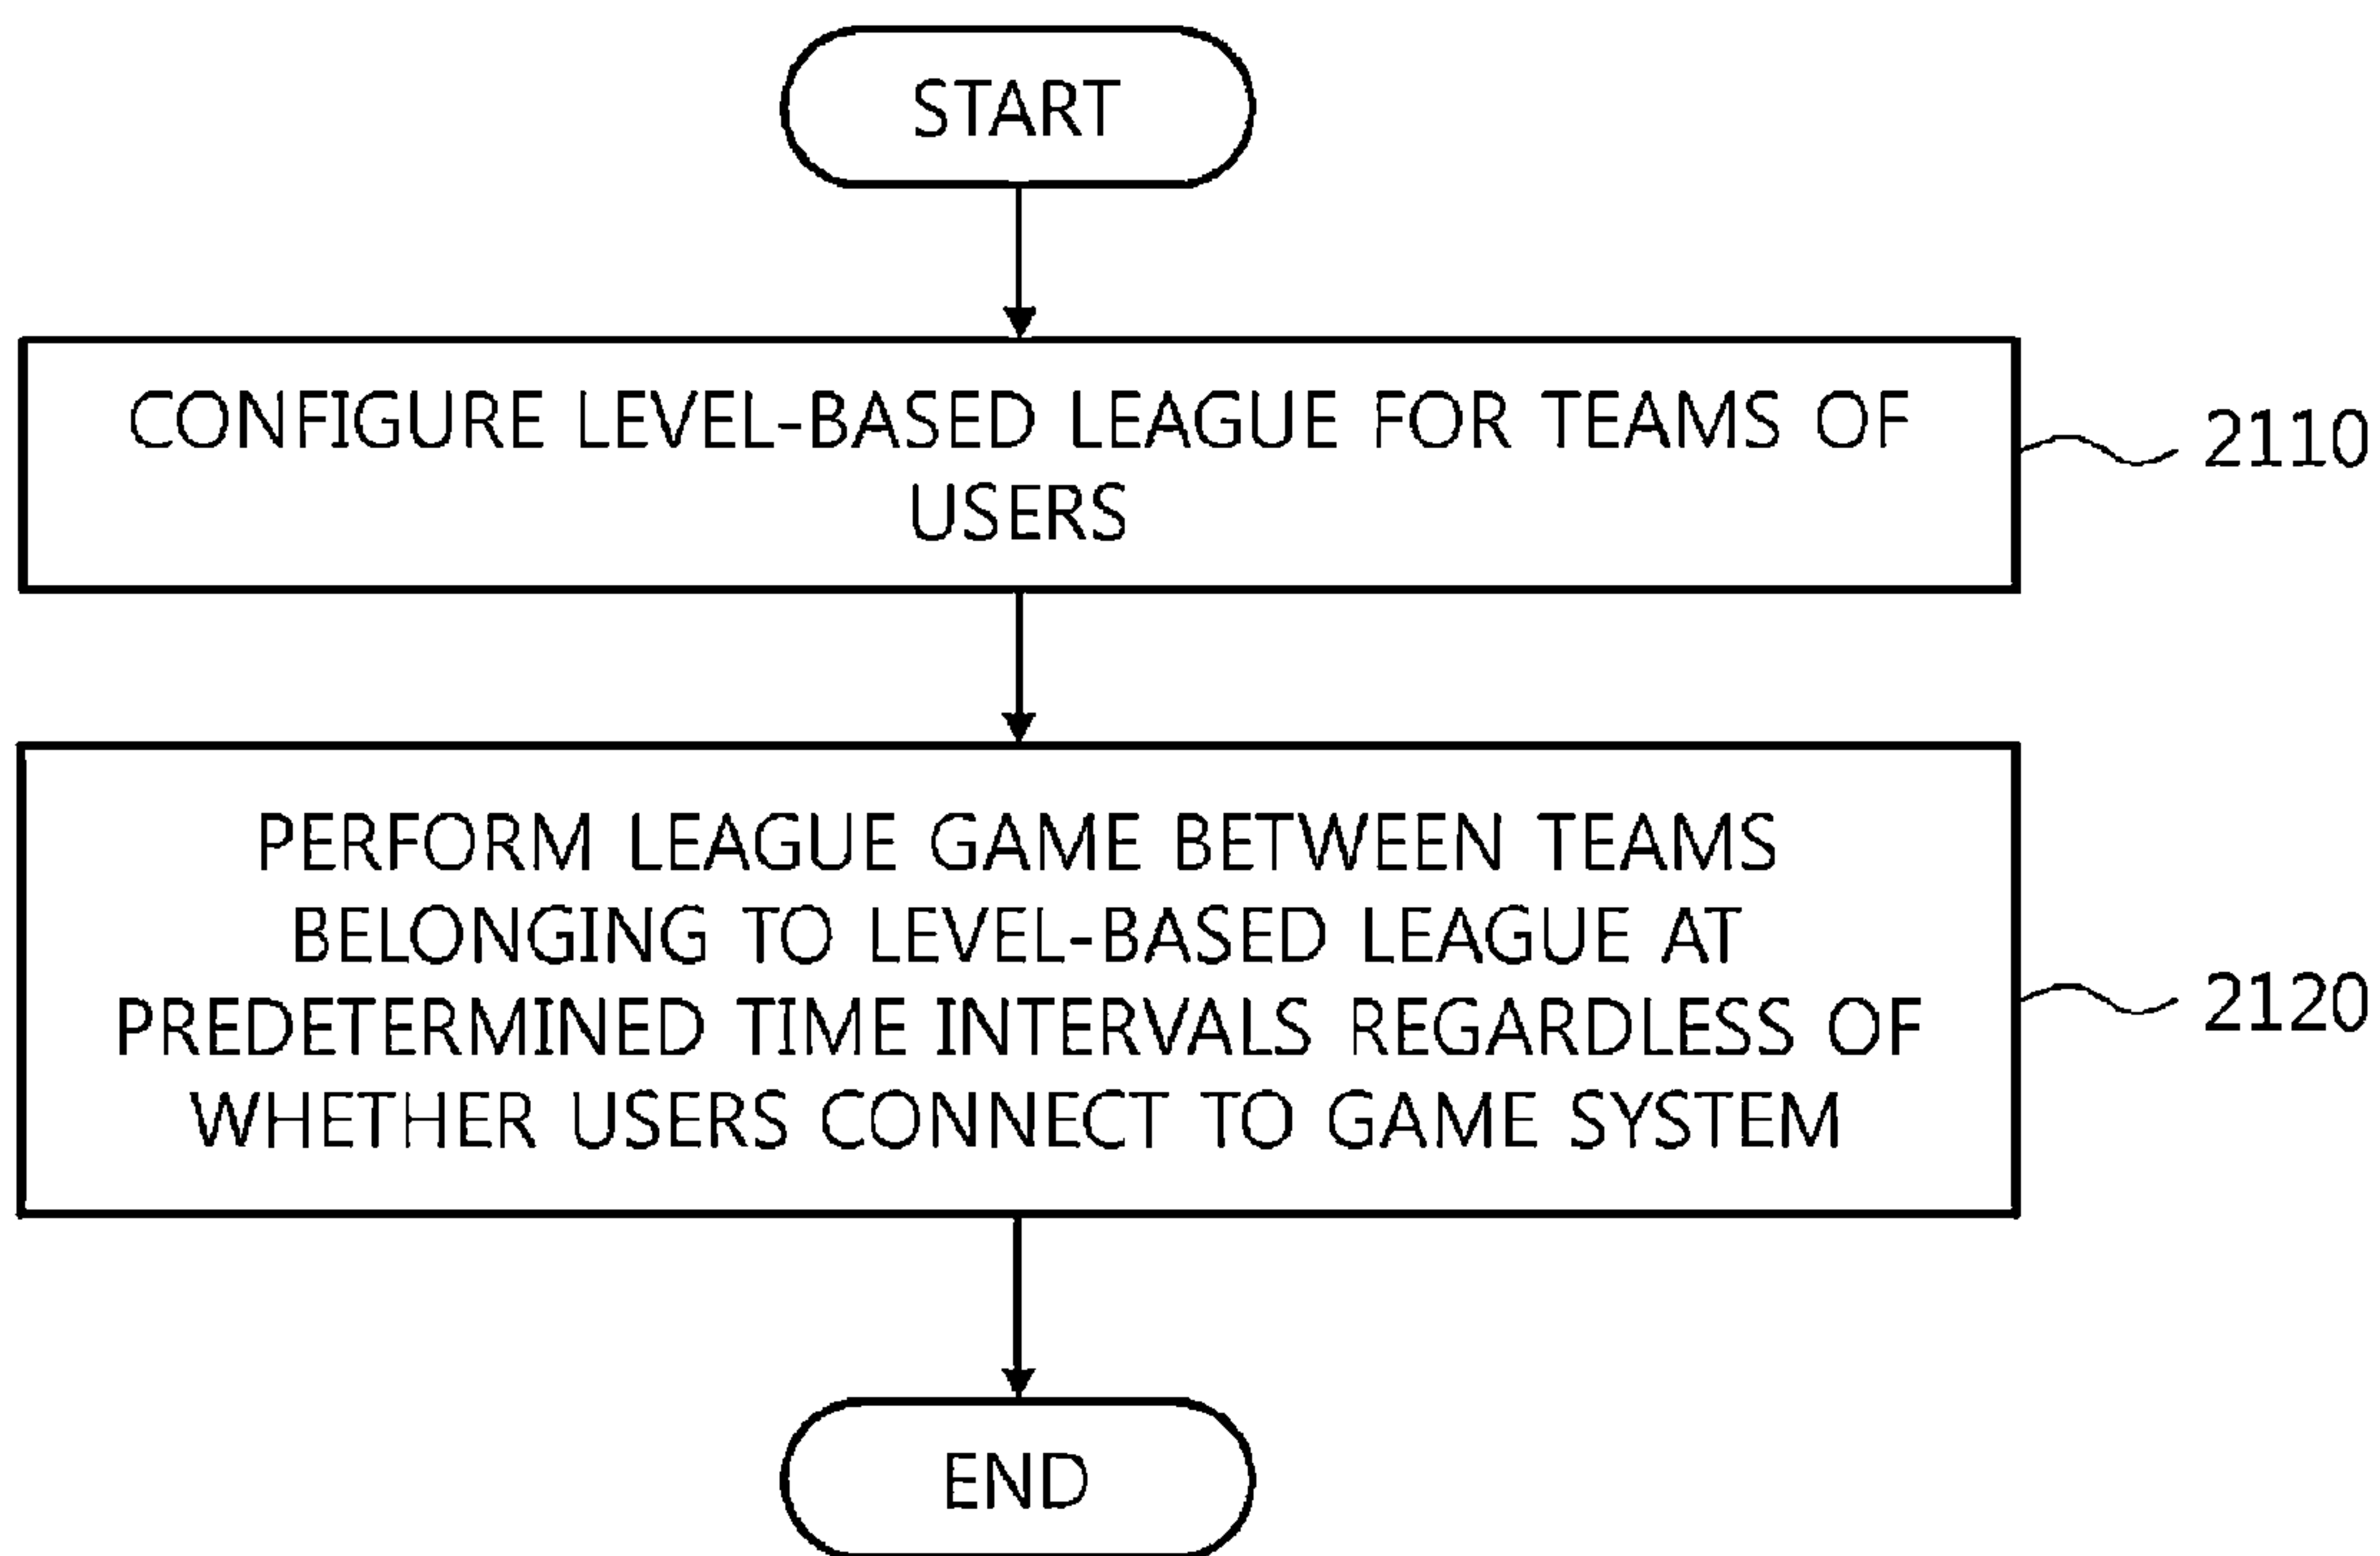 START
CONFIGURE LEVEL-BASED LEAGUE FOR TEAMS OF
USERS
2110
PERFORM LEAGUE GAME BETWEEN TEAMS
BELONGING TO LEVEL-BASED LEAGUE AT
PREDETERMINED TIME INTERVALS REGARDLESS OF
WHETHER USERS CONNECT TO GAME SYSTEM
2120
END